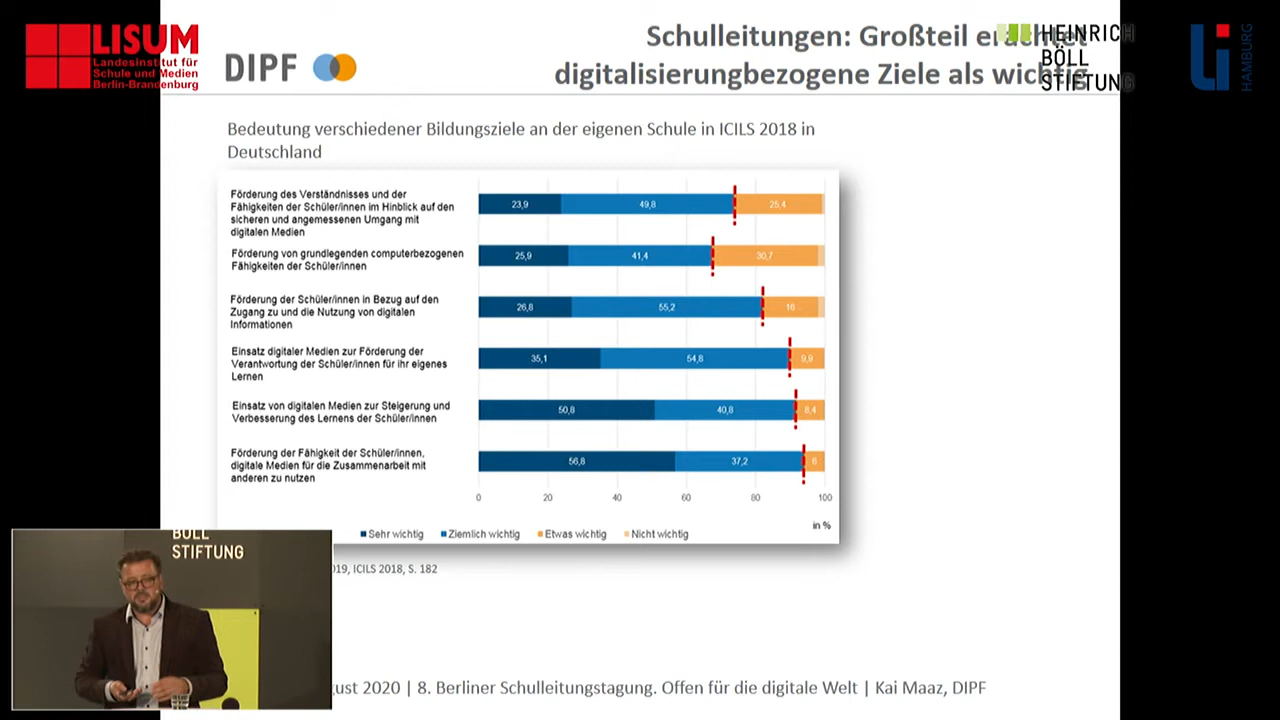 LISUM
Landesinstitut für
Schule und Medien
Berlin-Brandenburg
DIPF
Schulleitungen: Großteil erachtet
digitalisierungbezogene Ziele als wichtig
HEINRICH
BÖLL
STIFTUNG
Li
HAMBURG
Bedeutung verschiedener Bildungsziele an der eigenen Schule in ICILS 2018 in
Deutschland
Förderung des Verständnisses und der
Fähigkeiten der Schüler/innen im Hinblick auf den
sicheren und angemessenen Umgang mit
digitalen Medien
23,9 49,8 25,4
Förderung von grundlegenden computerbezogenen
Fähigkeiten der Schüler/innen
25,9 41,4 30,7
Förderung der Schüler/innen in Bezug auf den
Zugang zu und die Nutzung von digitalen
Informationen
26,8 55,2 16
Einsatz digitaler Medien zur Förderung der
Verantwortung der Schüler/innen für ihr eigenes
Lernen
35,1 54,8 9,9
Einsatz von digitalen Medien zur Steigerung und
Verbesserung des Lernens der Schüler/innen
50,8 40,8 8,4
Förderung der Fähigkeit der Schüler/innen,
digitale Medien für die Zusammenarbeit mit
anderen zu nutzen
56,8 37,2 6
0 20 40 60 80 100
in %
Sehr wichtig Ziemlich wichtig Etwas wichtig Nicht wichtig
BÖLL
STIFTUNG
019, ICILS 2018, S. 182
gust 2020 | 8. Berliner Schulleitungstagung. Offen für die digitale Welt | Kai Maaz, DIPF